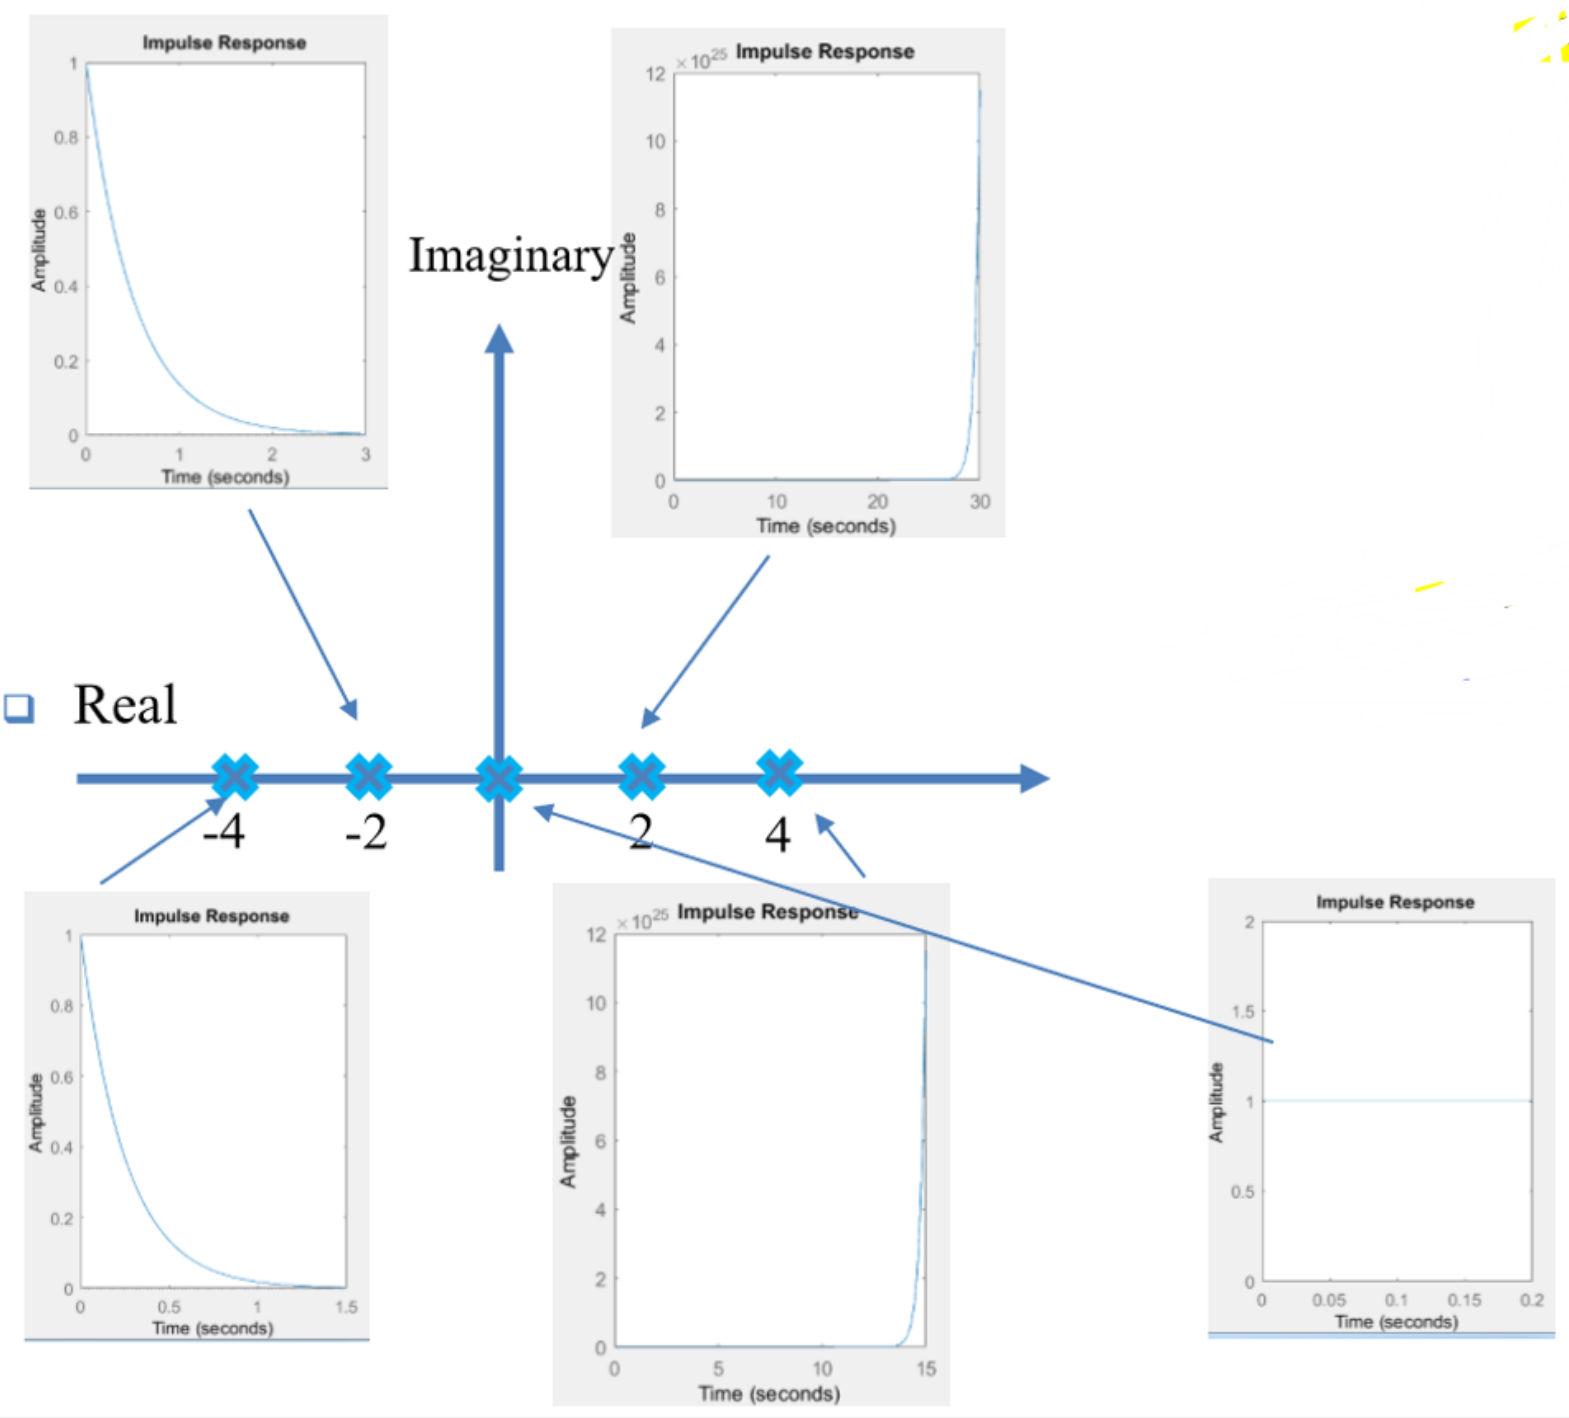 Impulse Response
1
0.8
0.6
0.4
0.2
0
Amplitude
0 1 2 3
Time (seconds)
×10^25 Impulse Response
12
10
8
6
4
2
0
Amplitude
0 10 20 30
Time (seconds)
Imaginary
Real
-4 -2 2 4
Impulse Response
1
0.8
0.6
0.4
0.2
0
Amplitude
0 0.5 1 1.5
Time (seconds)
×10^25 Impulse Response
12
10
8
6
4
2
0
Amplitude
0 5 10 15
Time (seconds)
Impulse Response
2
1.5
1
0.5
0
Amplitude
0 0.05 0.1 0.15 0.2
Time (seconds)